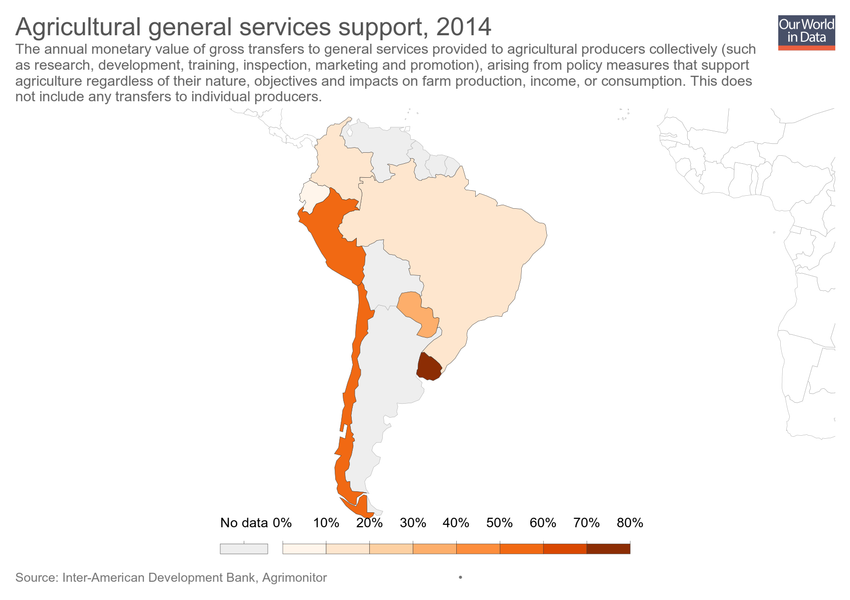 Agricultural general services support, 2014
Our World
in Data
The annual monetary value of gross transfers to general services provided to agricultural producers collectively (such
as research, development, training, inspection, marketing and promotion), arising from policy measures that support
agriculture regardless of their nature, objectives and impacts on farm production, income, or consumption. This does
not include any transfers to individual producers.
No data 0% 10% 20% 30% 40% 50% 60% 70% 80%
Source: Inter-American Development Bank, Agrimonitor •